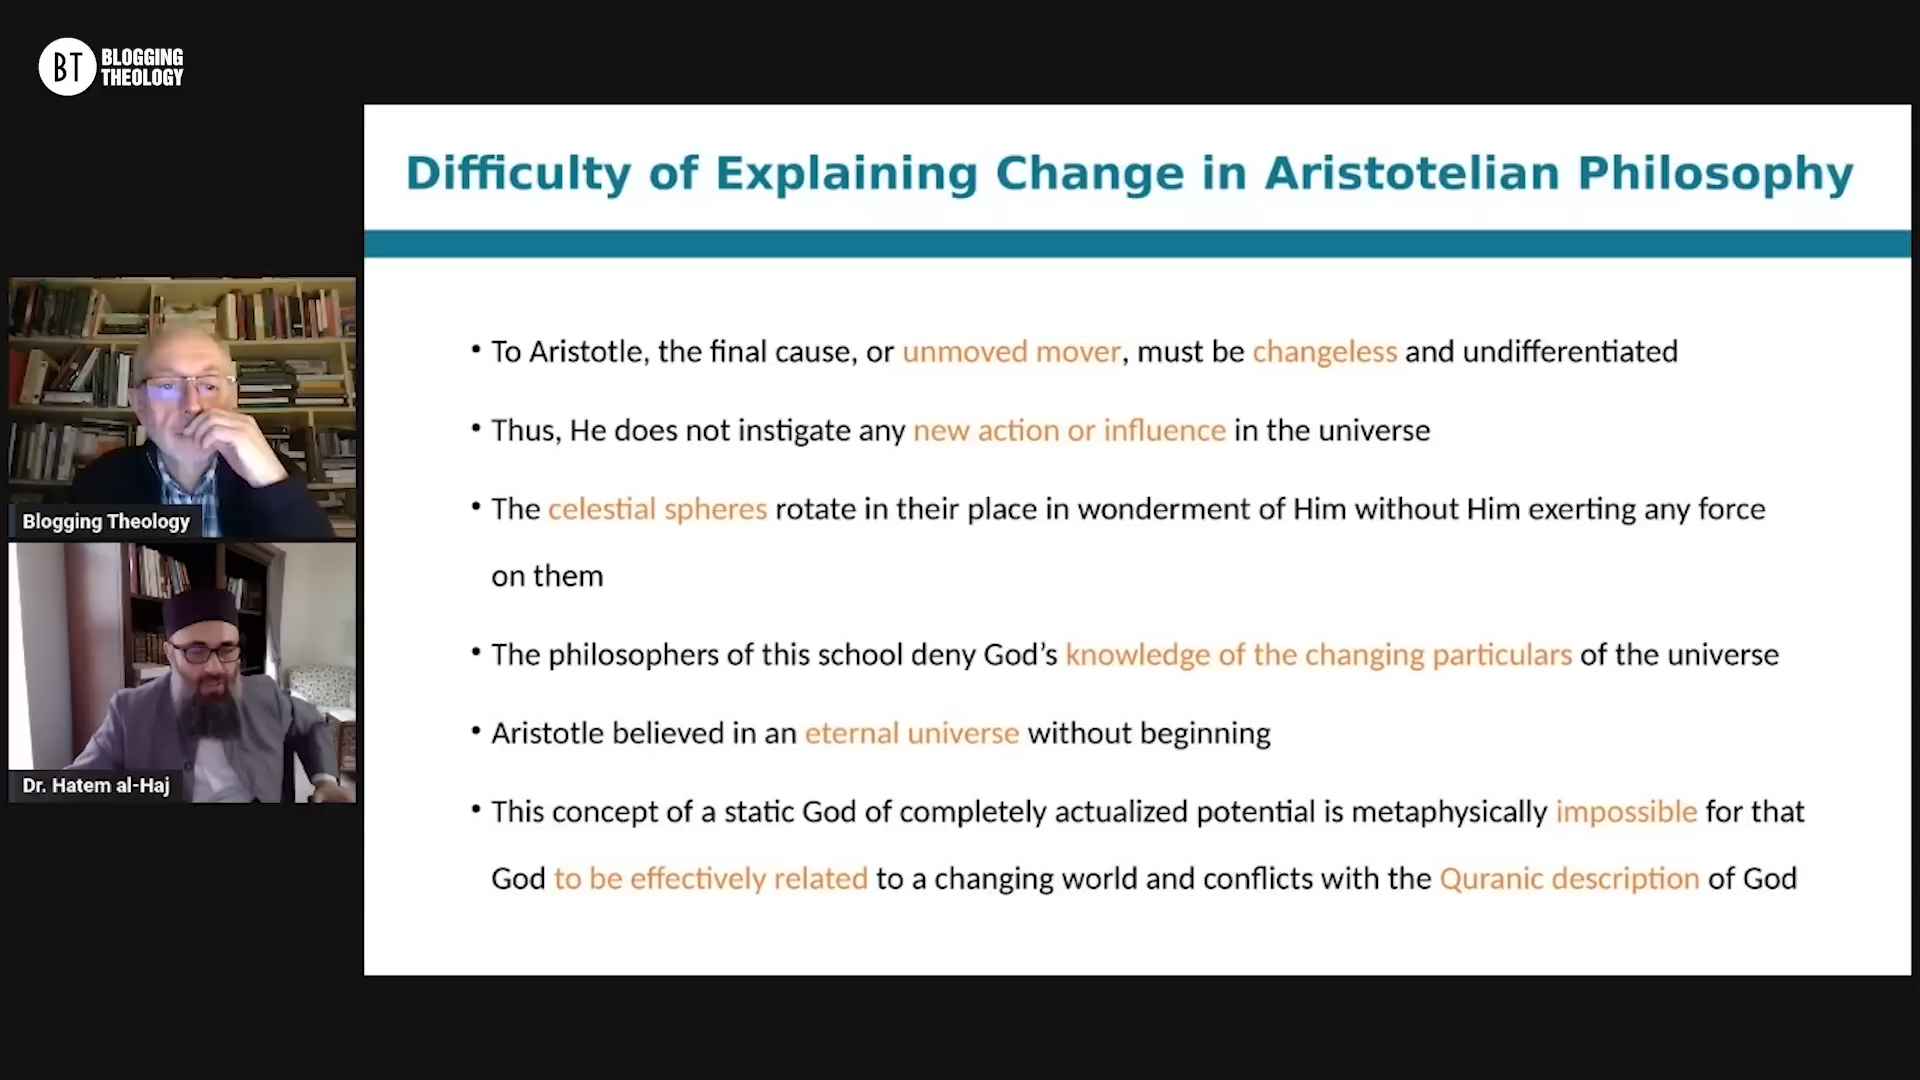 BT BLOGGING
THEOLOGY
Difficulty of Explaining Change in Aristotelian Philosophy
• To Aristotle, the final cause, or unmoved mover, must be changeless and undifferentiated
• Thus, He does not instigate any new action or influence in the universe
• The celestial spheres rotate in their place in wonderment of Him without Him exerting any force
on them
• The philosophers of this school deny God’s knowledge of the changing particulars of the universe
• Aristotle believed in an eternal universe without beginning
• This concept of a static God of completely actualized potential is metaphysically impossible for that
God to be effectively related to a changing world and conflicts with the Quranic description of God
Blogging Theology
Dr. Hatem al-Haj